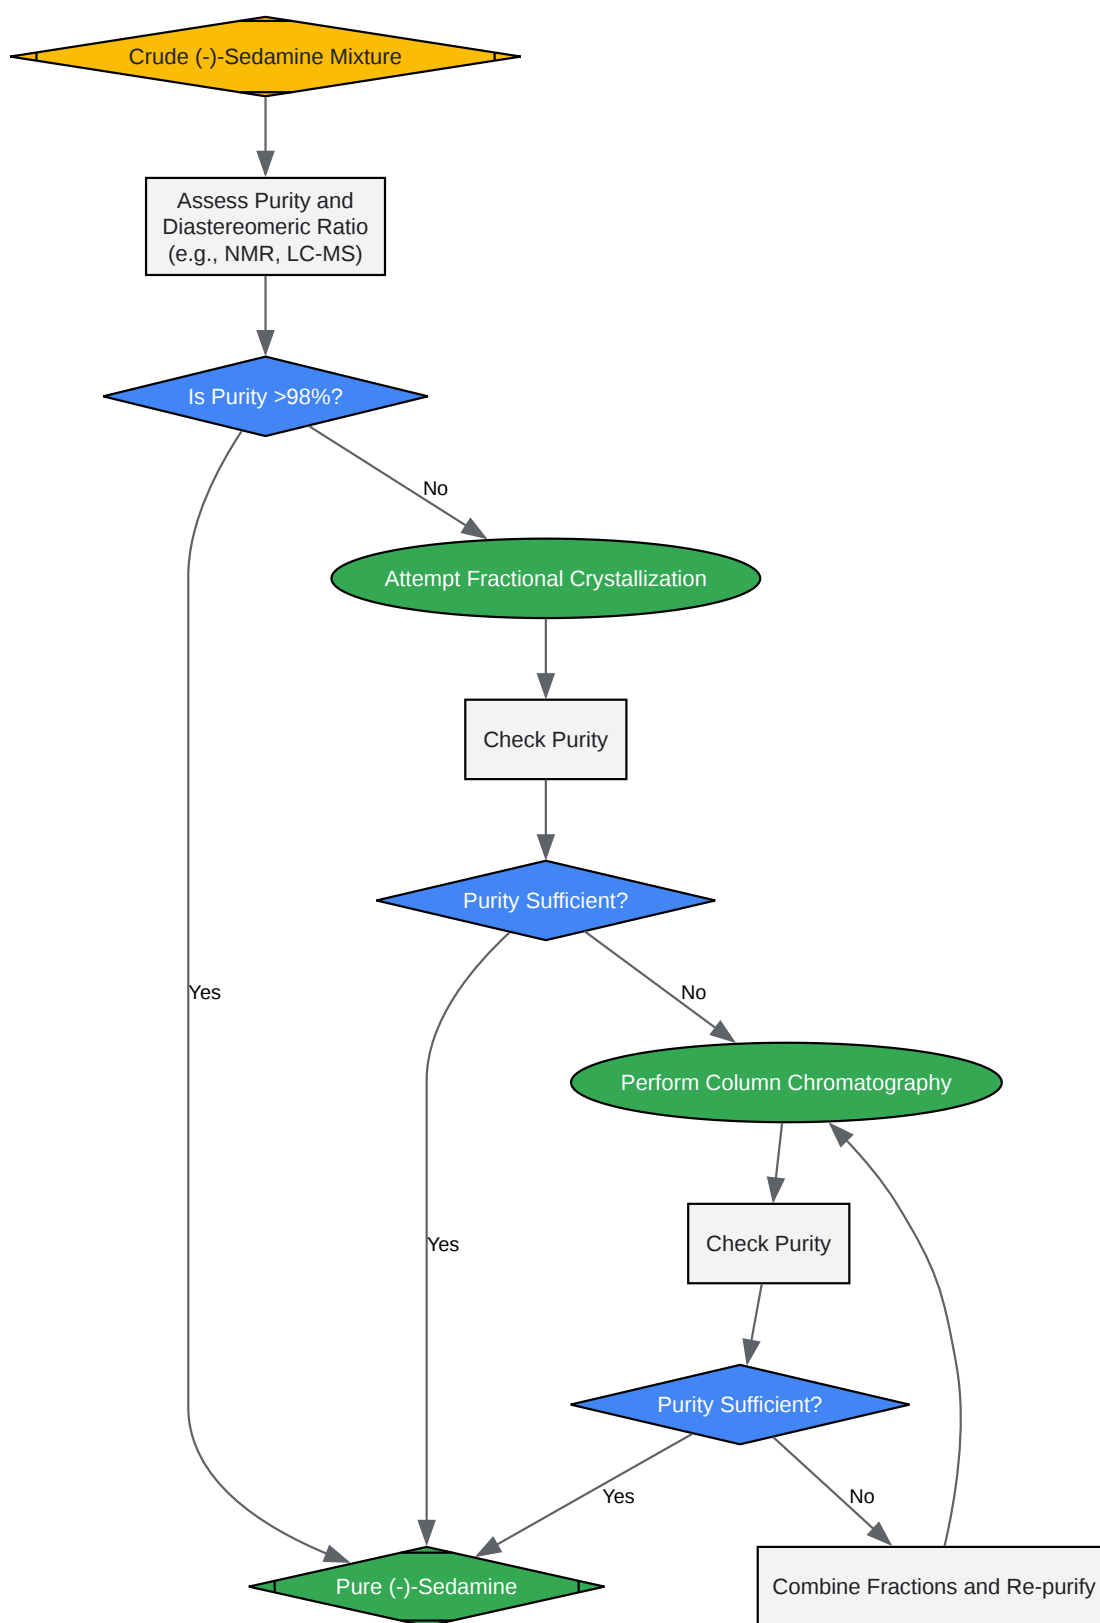 Crude (-)-Sedamine Mixture
Assess Purity and
Diastereomeric Ratio
(e.g., NMR, LC-MS)
Is Purity >98%?
No
Attempt Fractional Crystallization
Check Purity
Purity Sufficient?
Yes
No
Perform Column Chromatography
Yes
Check Purity
Purity Sufficient?
Yes
No
Pure (-)-Sedamine
Combine Fractions and Re-purify